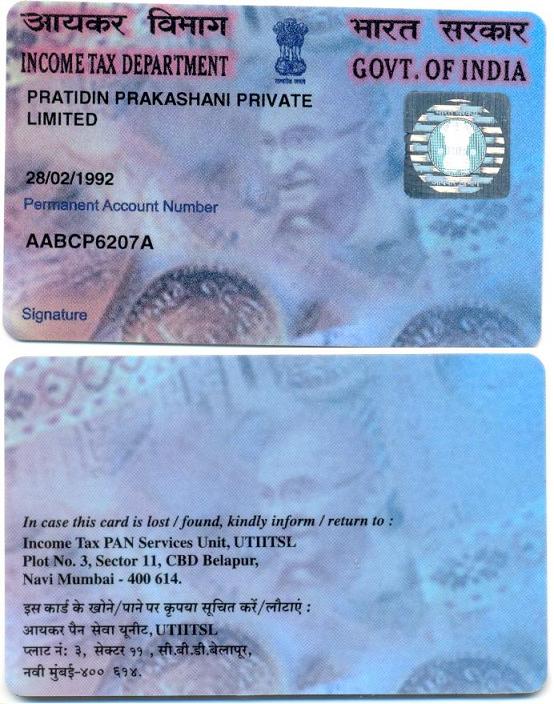 आयकर विभाग
भारत सरकार
INCOME TAX DEPARTMENT
GOVT. OF INDIA
PRATIDIN PRAKASHANI PRIVATE
LIMITED
28/02/1992
Permanent Account Number
AABCP6207A
Signature
In case this card is lost / found, kindly inform / return to :
Income Tax PAN Services Unit, UTIITSL
Plot No. 3, Sector 11, CBD Belapur,
Navi Mumbai - 400 614.
इस कार्ड के खोने/पाने पर कृपया सूचित करें/लौटाएं :
आयकर पैन सेवा यूनीट, UTIITSL
प्लाट नं: ३, सेक्टर ११ , सी.बी.डी.बेलापूर,
नवी मुंबई-४०० ६१४.